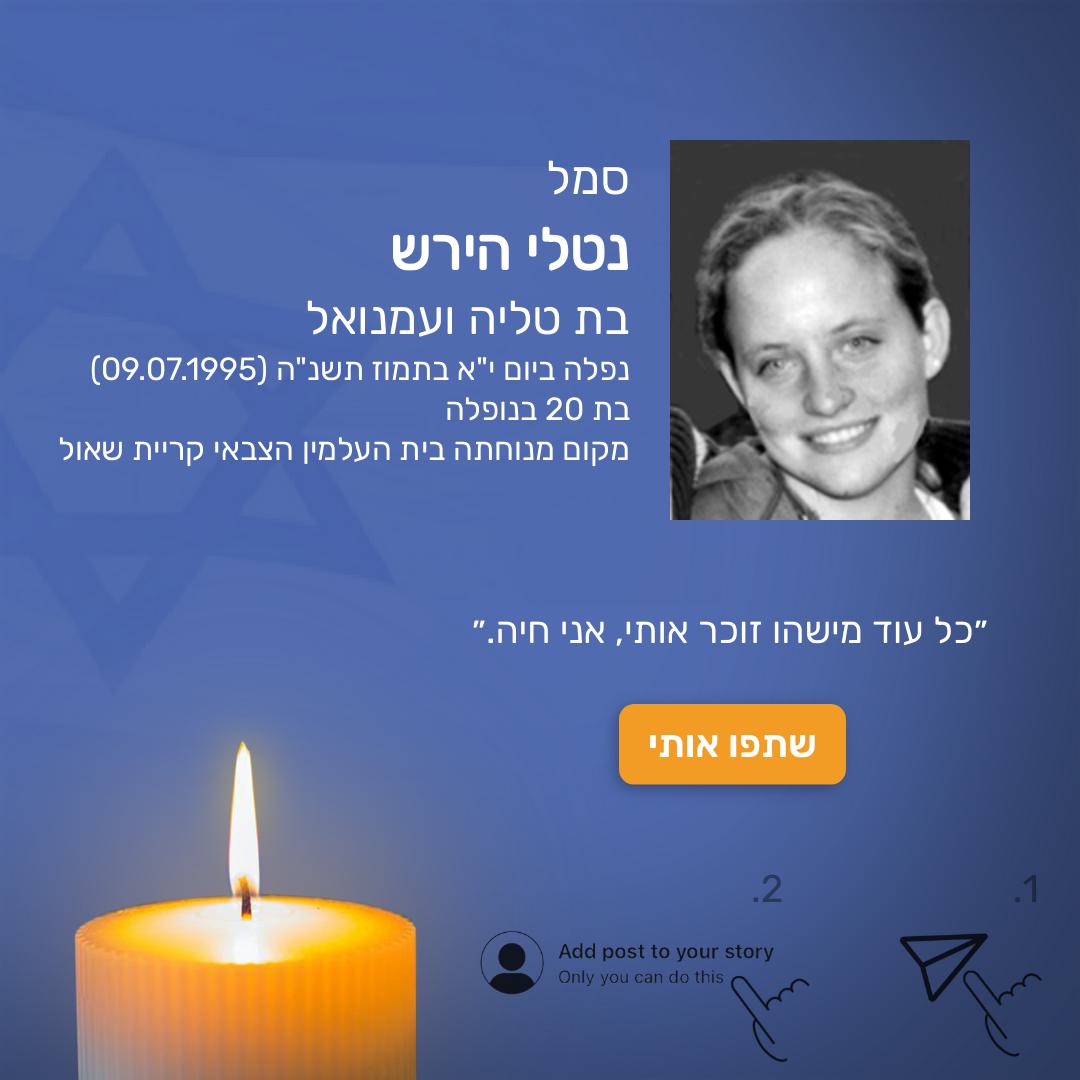 סמל
נטלי הירש
בת טליה ועמנואל
נפלה ביום י"א בתמוז תשנ"ה (09.07.1995)
בת 20 בנופלה
מקום מנוחתה בית העלמין הצבאי קריית שאול
״כל עוד מישהו זוכר אותי, אני חיה.״
שתפו אותי
1.
2.
Add post to your story
Only you can do this